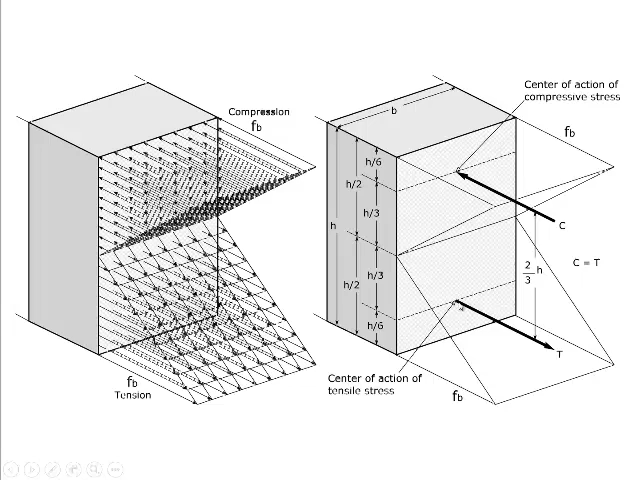 Compression
fb
fb
Tension
Center of action of
compressive stress
b
fb
h/6
h/2
h/3
h
C
h/3
2/3 h
C = T
h/2
h/6
T
Center of action of
tensile stress
fb